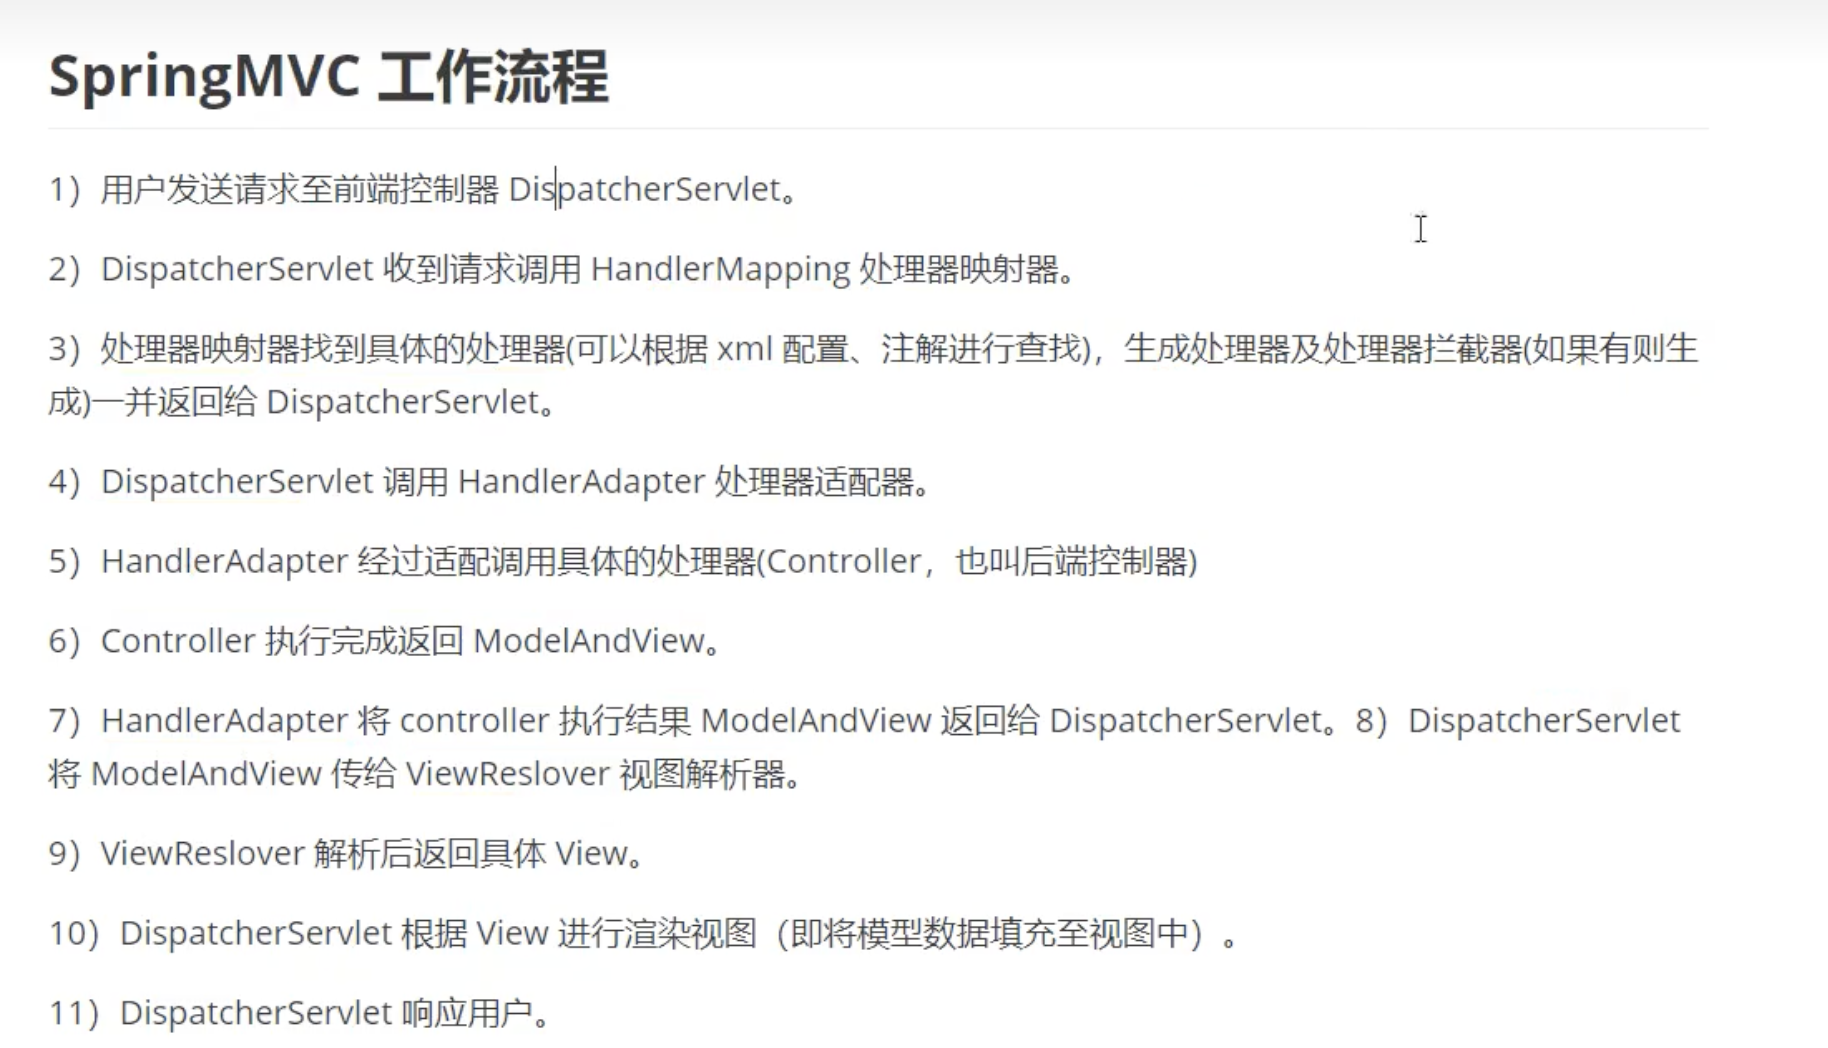 SpringMVC 工作流程
1）用户发送请求至前端控制器 DispatcherServlet。
2）DispatcherServlet 收到请求调用 HandlerMapping 处理器映射器。
3）处理器映射器找到具体的处理器(可以根据 xml 配置、注解进行查找)，生成处理器及处理器拦截器(如果有则生
成)一并返回给 DispatcherServlet。
4）DispatcherServlet 调用 HandlerAdapter 处理器适配器。
5）HandlerAdapter 经过适配调用具体的处理器(Controller，也叫后端控制器)
6）Controller 执行完成返回 ModelAndView。
7）HandlerAdapter 将 controller 执行结果 ModelAndView 返回给 DispatcherServlet。8）DispatcherServlet
将 ModelAndView 传给 ViewReslover 视图解析器。
9）ViewReslover 解析后返回具体 View。
10）DispatcherServlet 根据 View 进行渲染视图（即将模型数据填充至视图中）。
11）DispatcherServlet 响应用户。